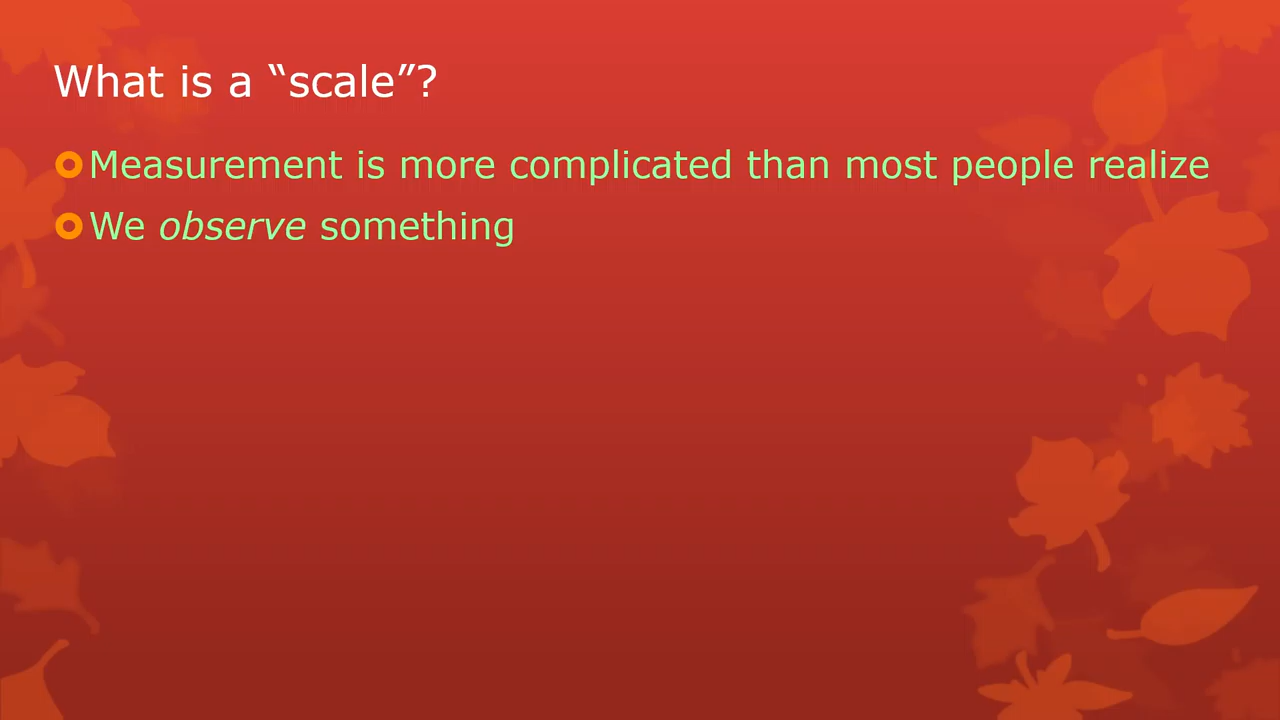 What is a “scale”?
Measurement is more complicated than most people realize
We observe something